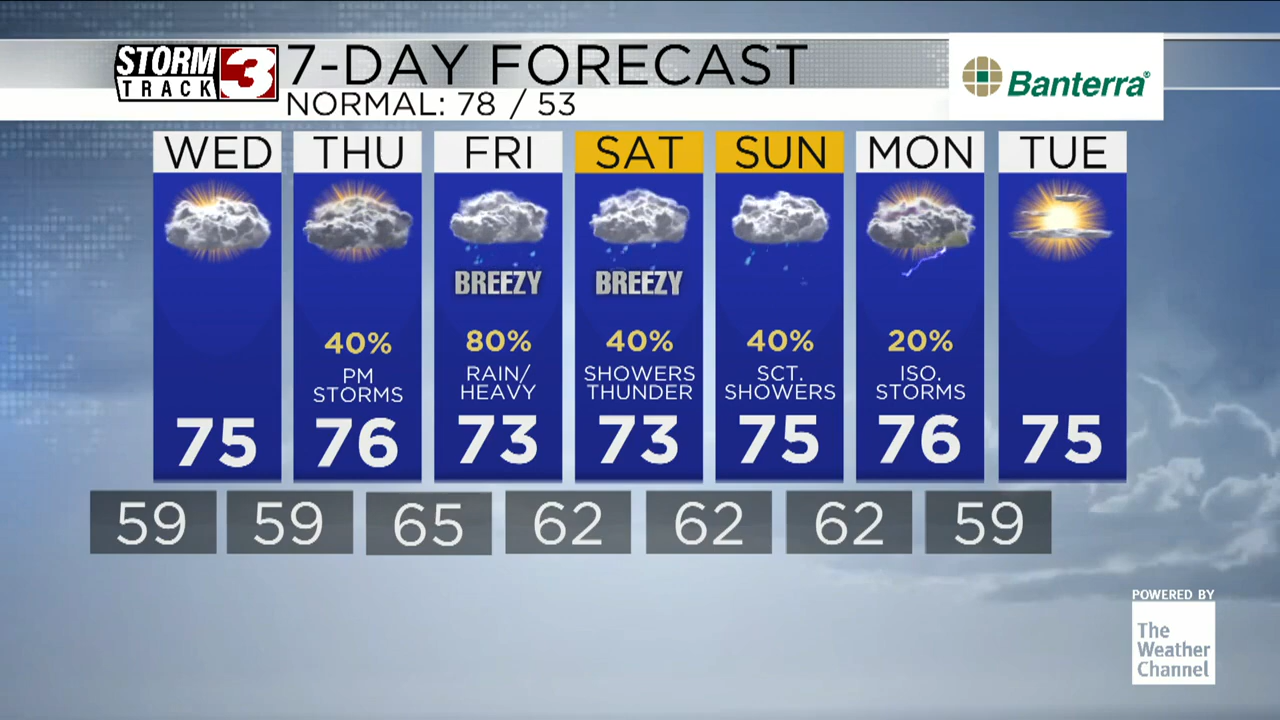 STORM TRACK 3
7-DAY FORECAST
NORMAL: 78 / 53
Banterra®
WED THU FRI SAT SUN MON TUE
BREEZY BREEZY
40% 80% 40% 40% 20%
PM RAIN/ SHOWERS SCT. ISO.
STORMS HEAVY THUNDER SHOWERS STORMS
75 76 73 73 75 76 75
59 59 65 62 62 62 59
POWERED BY
The
Weather
Channel